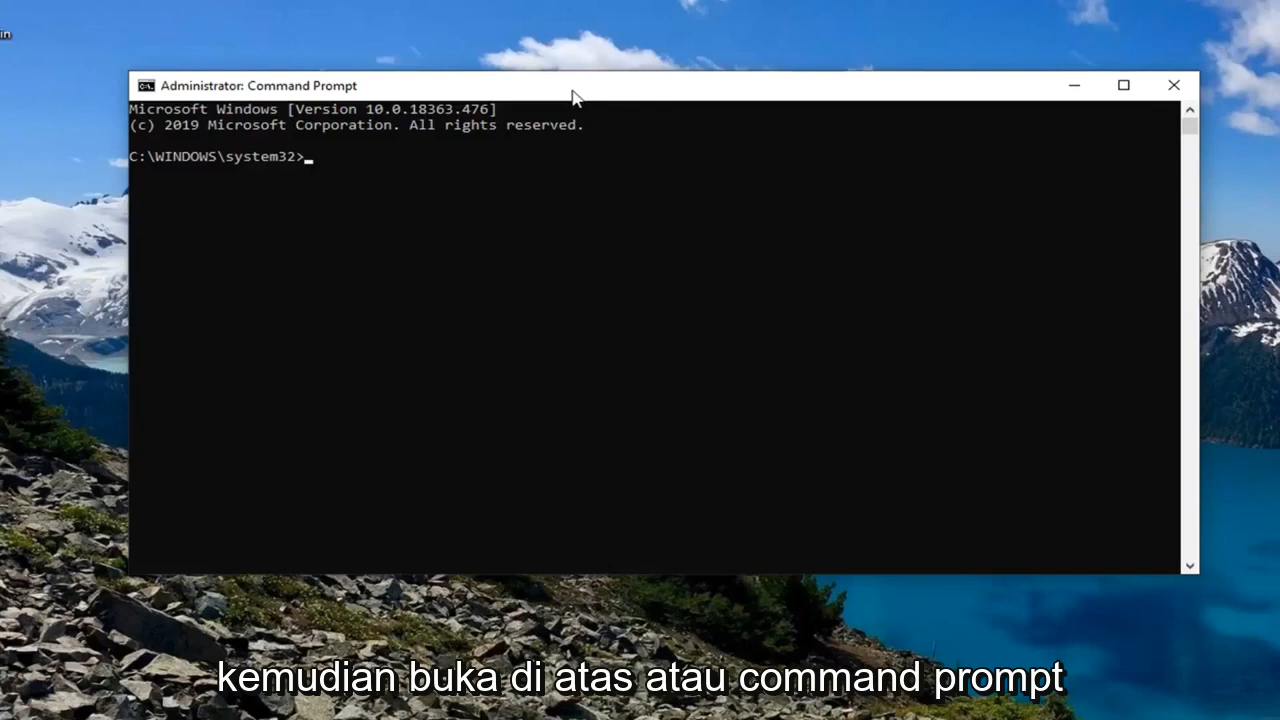 in
Administrator: Command Prompt
Microsoft Windows [Version 10.0.18363.476]
(c) 2019 Microsoft Corporation. All rights reserved.
C:\WINDOWS\system32>
kemudian buka di atas atau command prompt